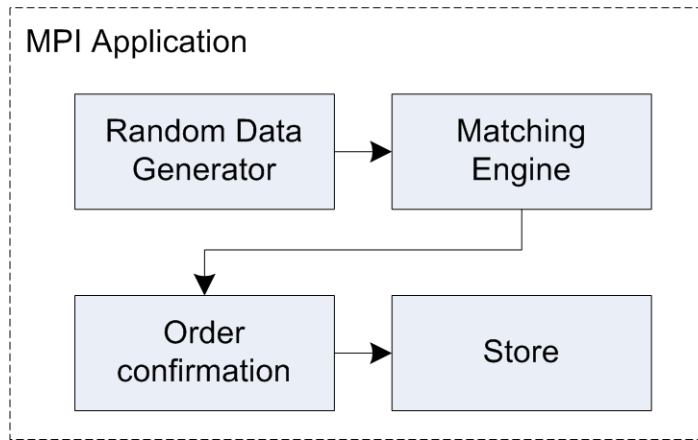 MPI Application
Random Data
Generator
Matching
Engine
Order
confirmation
Store